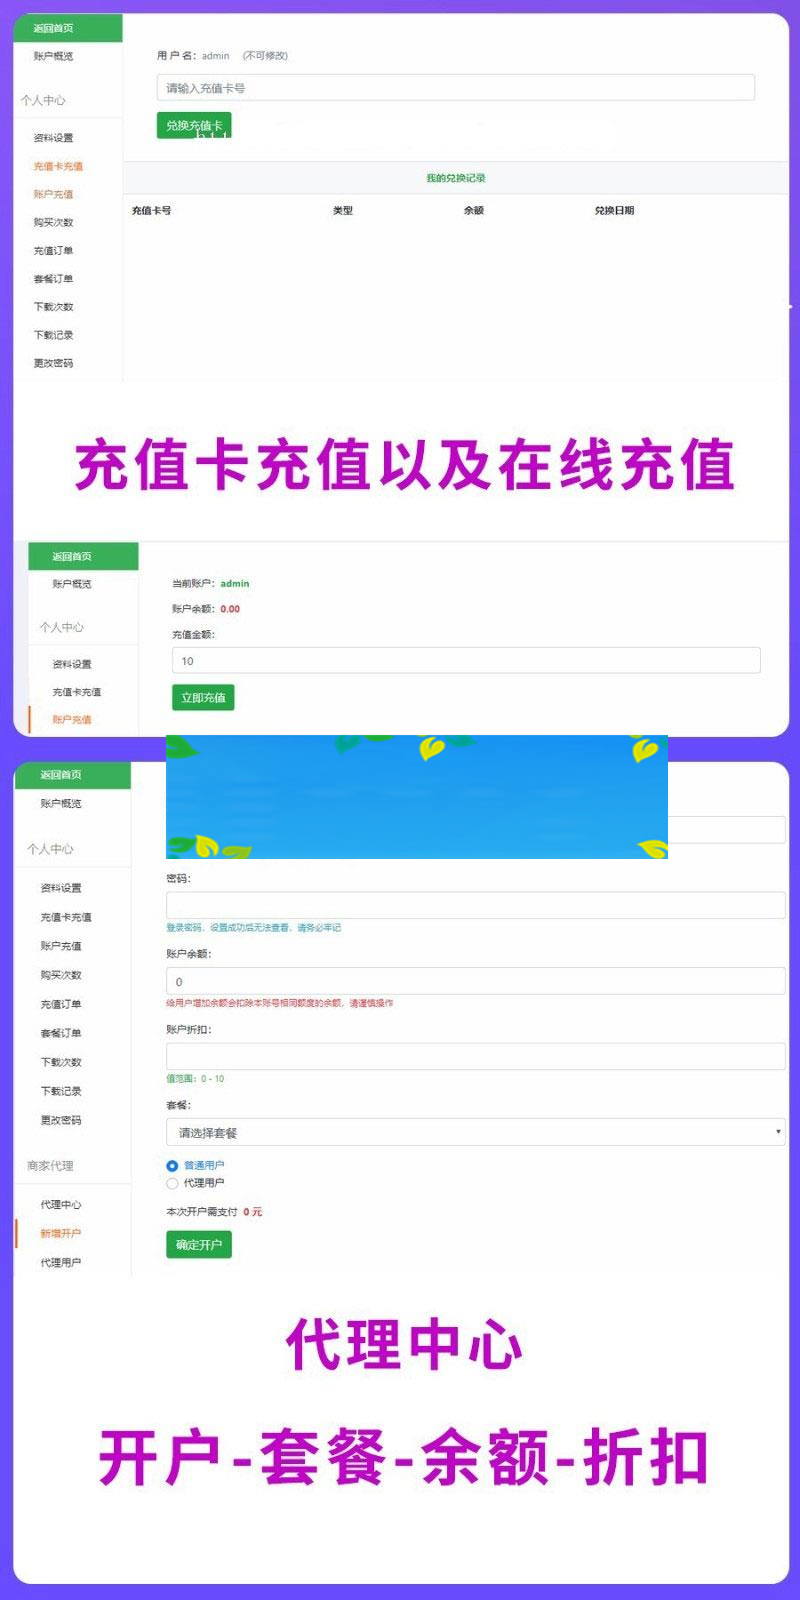 返回首页
账户概览
个人中心
资料设置
充值卡充值
账户充值
购买次数
充值订单
套餐订单
下载次数
下载记录
更改密码
用户名：admin （不可修改）
请输入充值卡号
兑换充值卡
我的兑换记录
充值卡号 类型 余额 兑换日期
充值卡充值以及在线充值
返回首页
账户概览
个人中心
资料设置
充值卡充值
账户充值
当前账户：admin
账户余额：0.00
充值金额：
10
立即充值
返回首页
账户概览
个人中心
资料设置
充值卡充值
账户充值
购买次数
充值订单
套餐订单
下载次数
下载记录
更改密码
商家代理
代理中心
新增开户
代理用户
密码：
登录密码，设置成功后无法查看，请务必牢记
账户余额：
0
给用户增加余额会扣除本账号相同额度的余额，请谨慎操作
账户折扣：
值范围：0 - 10
套餐：
请选择套餐
普通用户
代理用户
本次开户需支付 0 元
确定开户
代理中心
开户-套餐-余额-折扣